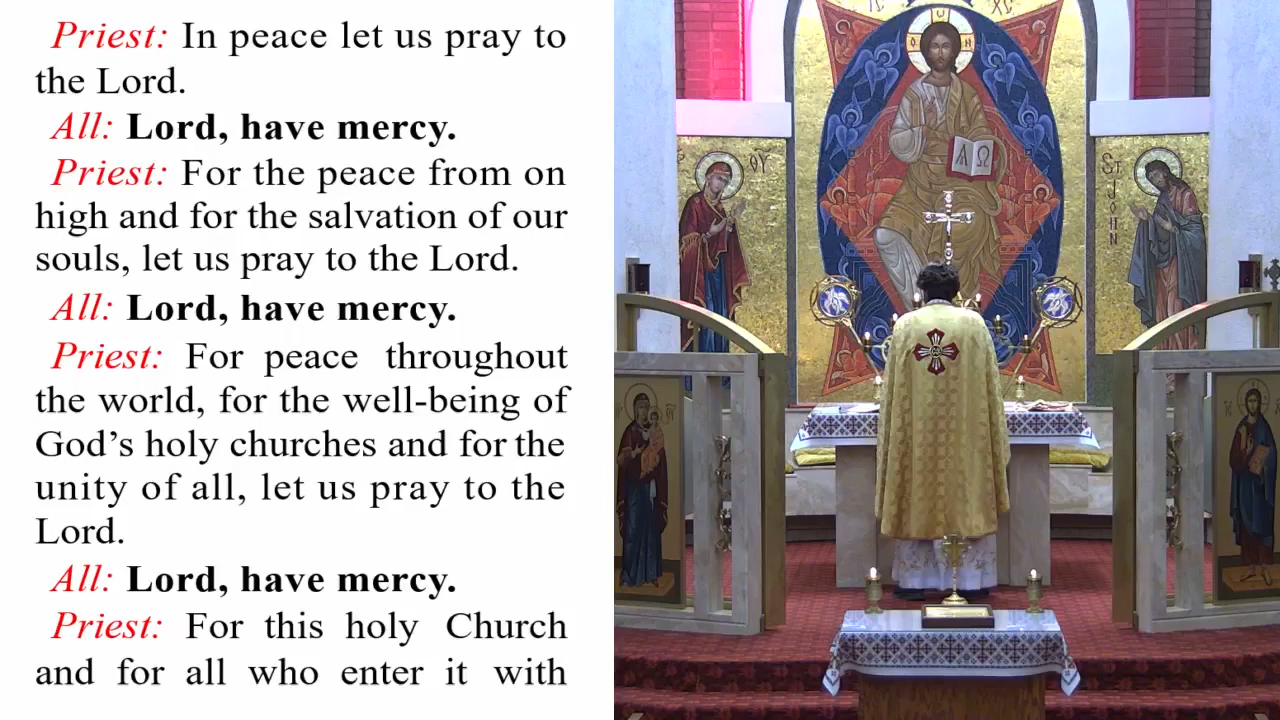 Priest: In peace let us pray to
the Lord.
All: Lord, have mercy.
Priest: For the peace from on
high and for the salvation of our
souls, let us pray to the Lord.
All: Lord, have mercy.
Priest: For peace throughout
the world, for the well-being of
God’s holy churches and for the
unity of all, let us pray to the
Lord.
All: Lord, have mercy.
Priest: For this holy Church
and for all who enter it with
IC XC
Ο Η
Α Ω
ΘΥ
ST
JOHN